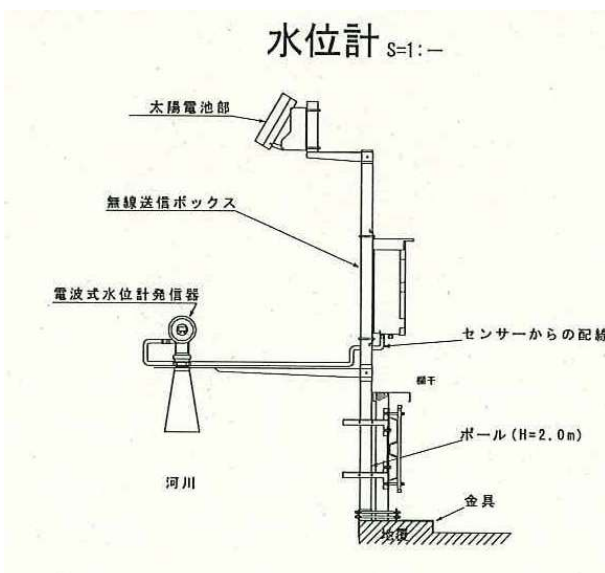 水位計 S=1:―
太陽電池部
無線送信ボックス
電波式水位計発信器
センサーからの配線
欄干
ポール(H=2.0m)
河川
金具
地覆